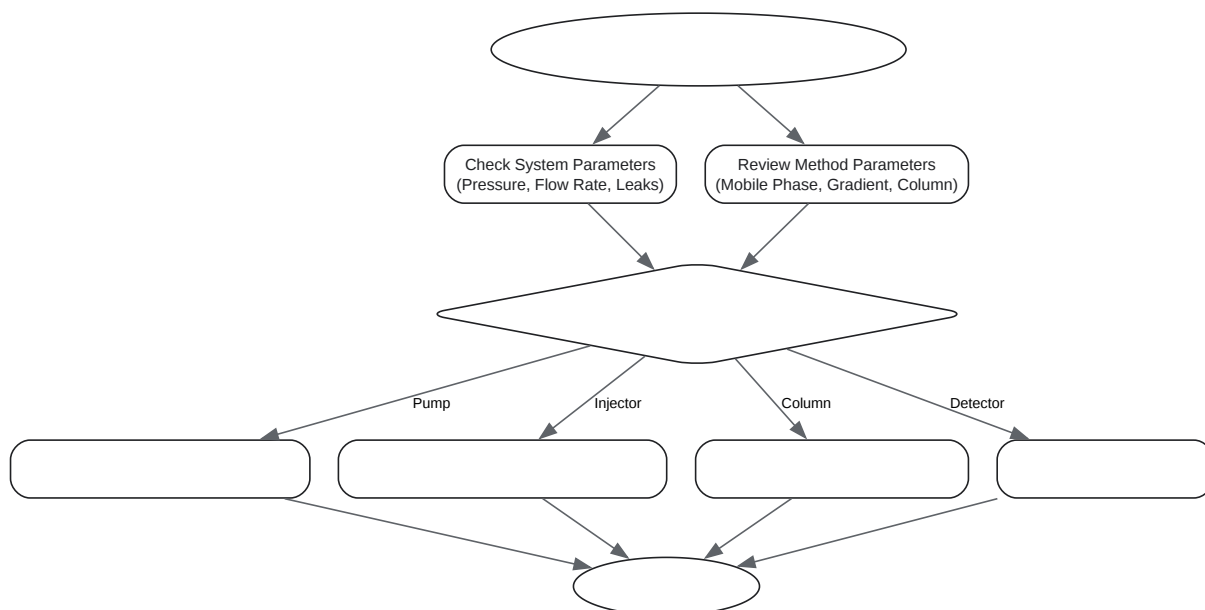 Check System Parameters
(Pressure, Flow Rate, Leaks)
Review Method Parameters
(Mobile Phase, Gradient, Column)
Pump
Injector
Column
Detector